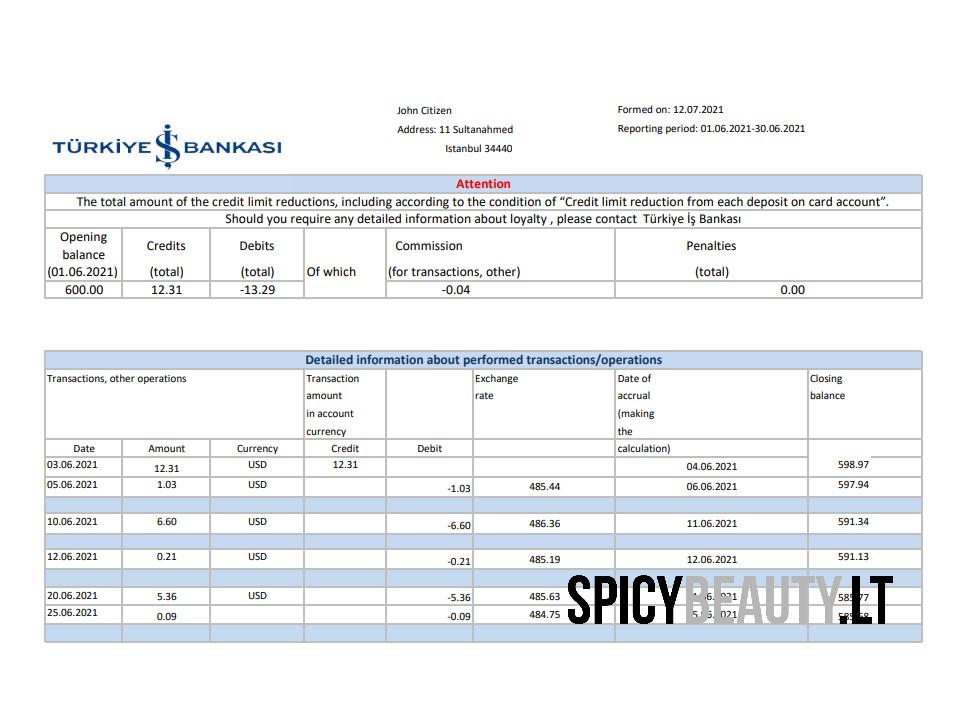 John Citizen
Formed on: 12.07.2021
Address: 11 Sultanahmed
Reporting period: 01.06.2021-30.06.2021
Istanbul 34440
TÜRKİYE İŞ BANKASI
Attention
The total amount of the credit limit reductions, including according to the condition of “Credit limit reduction from each deposit on card account”.
Should you require any detailed information about loyalty , please contact Türkiye İş Bankası
Opening balance (01.06.2021) Credits (total) Debits (total) Of which Commission (for transactions, other) Penalties (total)
600.00 12.31 -13.29 -0.04 0.00
Detailed information about performed transactions/operations
Transactions, other operations Transaction amount in account currency Exchange rate Date of accrual (making the calculation) Closing balance
Date Amount Currency Credit Debit
03.06.2021 12.31 USD 12.31 04.06.2021 598.97
05.06.2021 1.03 USD -1.03 485.44 06.06.2021 597.94
10.06.2021 6.60 USD -6.60 486.36 11.06.2021 591.34
12.06.2021 0.21 USD -0.21 485.19 12.06.2021 591.13
20.06.2021 5.36 USD -5.36 485.63
25.06.2021 0.09 -0.09 484.75
SPICYBEAUTY.LT